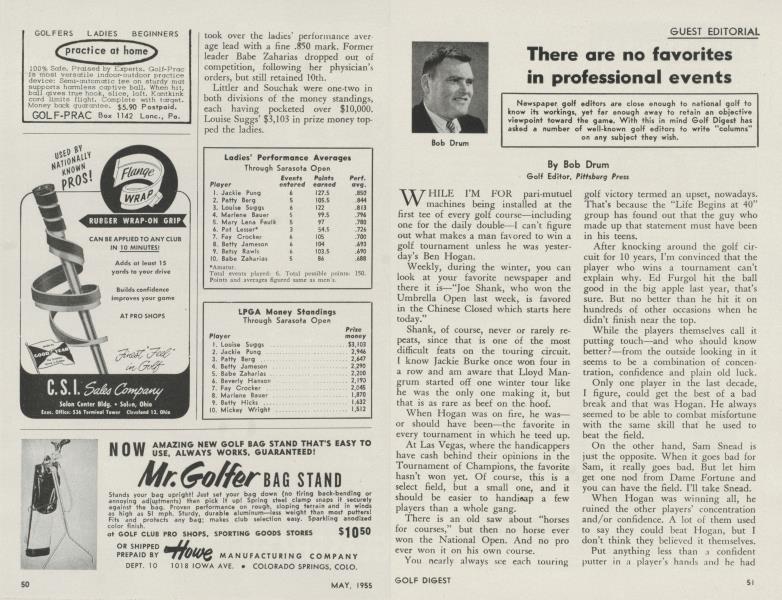 GOLFERS LADIES BEGINNERS
practice at home
100% Safe. Praised by Experts. Golf-Prac
is most versatile indoor-outdoor practice
device: Semi-automatic tee on sturdy mat
supports harmless captive ball. When hit,
ball gives true hook, slice, loft. Kantkink
cord limits flight. Complete with target.
Money back guarantee. $5.90 Postpaid.
GOLF-PRAC Box 1142 Lanc., Pa.
USED BY
NATIONALLY
KNOWN
PROS!
Flange
WRAP
RUBBER WRAP-ON GRIP
CAN BE APPLIED TO ANY CLUB
IN 10 MINUTES!
Adds at least 15
yards to your drive
Builds confidence
improves your game
AT PRO SHOPS
GOOD YEAR
Finest "Feel"
in Golf
C.S.I. Sales Company
Solon Center Bldg. • Solon, Ohio
Exec. Office: 536 Terminal Tower Cleveland 13, Ohio
took over the ladies' performance aver-
age lead with a fine .850 mark. Former
leader Babe Zaharias dropped out of
competition, following her physician's
orders, but still retained 10th.
Littler and Souchak were one-two in
both divisions of the money standings,
each having pocketed over $10,000.
Louise Suggs' $3,103 in prize money top-
ped the ladies.
Ladies' Performance Averages
Through Sarasota Open
Player Events entered Points earned Perf. avg.
1. Jackie Pung 6 127.5 .850
2. Patty Berg 5 105.5 .844
3. Louise Suggs 6 122 .813
4. Marlene Bauer 5 99.5 .796
5. Mary Lena Faulk 5 97 .780
6. Pat Lesser* 3 54.5 .726
7. Fay Crocker 6 105 .700
8. Betty Jameson 6 104 .693
9. Betsy Rawls 6 103.5 .690
10. Babe Zaharias 5 86 .688
*Amateur.
Total events played: 6. Total possible points: 150.
Points and averages figured same as men's.
LPGA Money Standings
Through Sarasota Open
Player Prize money
1. Louise Suggs $3,103
2. Jackie Pung 2,946
3. Patty Berg 2,647
4. Betty Jameson 2,290
5. Babe Zaharias 2,200
6. Beverly Hanson 2,193
7. Fay Crocker 2,045
8. Marlene Bauer 1,870
9. Betty Hicks 1,632
10. Mickey Wright 1,512
NOW AMAZING NEW GOLF BAG STAND THAT'S EASY TO
USE, ALWAYS WORKS, GUARANTEED!
Mr. Golfer BAG STAND
Stands your bag upright! Just set your bag down (no tiring back-bending or
annoying adjustments) then pick it up! Spring steel clamp snaps it securely
against the bag. Proven performance on rough, sloping terrain and in winds
as high as 51 mph. Sturdy, durable aluminum—less weight than most putters!
Fits and protects any bag; makes club selection easy. Sparkling anodized
color finish.
at GOLF CLUB PRO SHOPS, SPORTING GOODS STORES $10.50
OR SHIPPED
PREPAID BY Howe MANUFACTURING COMPANY
DEPT. 10 1018 IOWA AVE. • COLORADO SPRINGS, COLO.
50
MAY, 1955
GUEST EDITORIAL
Bob Drum
There are no favorites
in professional events
Newspaper golf editors are close enough to national golf to
know its workings, yet far enough away to retain an objective
viewpoint toward the game. With this in mind Golf Digest has
asked a number of well-known golf editors to write "columns"
on any subject they wish.
By Bob Drum
Golf Editor, Pittsburg Press
WHILE I'M FOR pari-mutuel
machines being installed at the
first tee of every golf course—including
one for the daily double—I can't figure
out what makes a man favored to win a
golf tournament unless he was yester-
day's Ben Hogan.
Weekly, during the winter, you can
look at your favorite newspaper and
there it is—"Joe Shank, who won the
Umbrella Open last week, is favored
in the Chinese Closed which starts here
today."
Shank, of course, never or rarely re-
peats, since that is one of the most
difficult feats on the touring circuit.
I know Jackie Burke once won four in
a row and am aware that Lloyd Man-
grum started off one winter tour like
he was the only one making it, but
that is as rare as beef on the hoof.
When Hogan was on fire, he was—
or should have been—the favorite in
every tournament in which he teed up.
At Las Vegas, where the handicappers
have cash behind their opinions in the
Tournament of Champions, the favorite
hasn't won yet. Of course, this is a
select field, but a small one, and it
should be easier to handicap a few
players than a whole gang.
There is an old saw about "horses
for courses," but then no horse ever
won the National Open. And no pro
ever won it on his own course.
You nearly always see each touring
golf victory termed an upset, nowadays.
That's because the "Life Begins at 40"
group has found out that the guy who
made up that statement must have been
in his teens.
After knocking around the golf cir-
cuit for 10 years, I'm convinced that the
player who wins a tournament can't
explain why. Ed Furgol hit the ball
good in the big apple last year, that's
sure. But no better than he hit it on
hundreds of other occasions when he
didn't finish near the top.
While the players themselves call it
putting touch—and who should know
better?—from the outside looking in it
seems to be a combination of concen-
tration, confidence and plain old luck.
Only one player in the last decade,
I figure, could get the best of a bad
break and that was Hogan. He always
seemed to be able to combat misfortune
with the same skill that he used to
beat the field.
On the other hand, Sam Snead is
just the opposite. When it goes bad for
Sam, it really goes bad. But let him
get one nod from Dame Fortune and
you can have the field. I'll take Snead.
When Hogan was winning all, he
ruined the other players' concentration
and/or confidence. A lot of them used
to say they could beat Hogan, but I
don't think they believed it themselves.
Put anything less than a confident
putter in a player's hands and he had
GOLF DIGEST
51